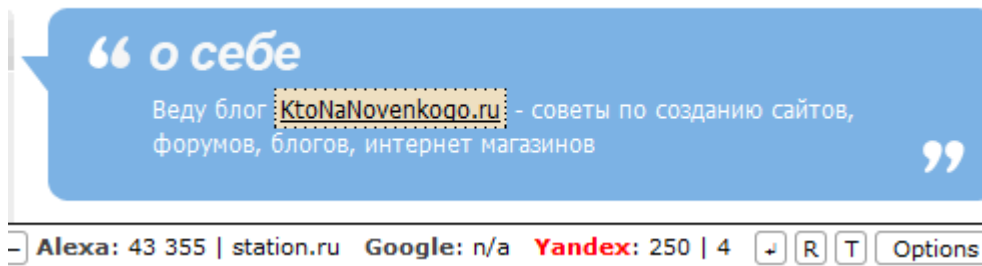 “ о себе
Веду блог KtoNaNovenkogo.ru - советы по созданию сайтов,
форумов, блогов, интернет магазинов
”
– Alexa: 43 355 | station.ru Google: n/a Yandex: 250 | 4 ↲ R T Options